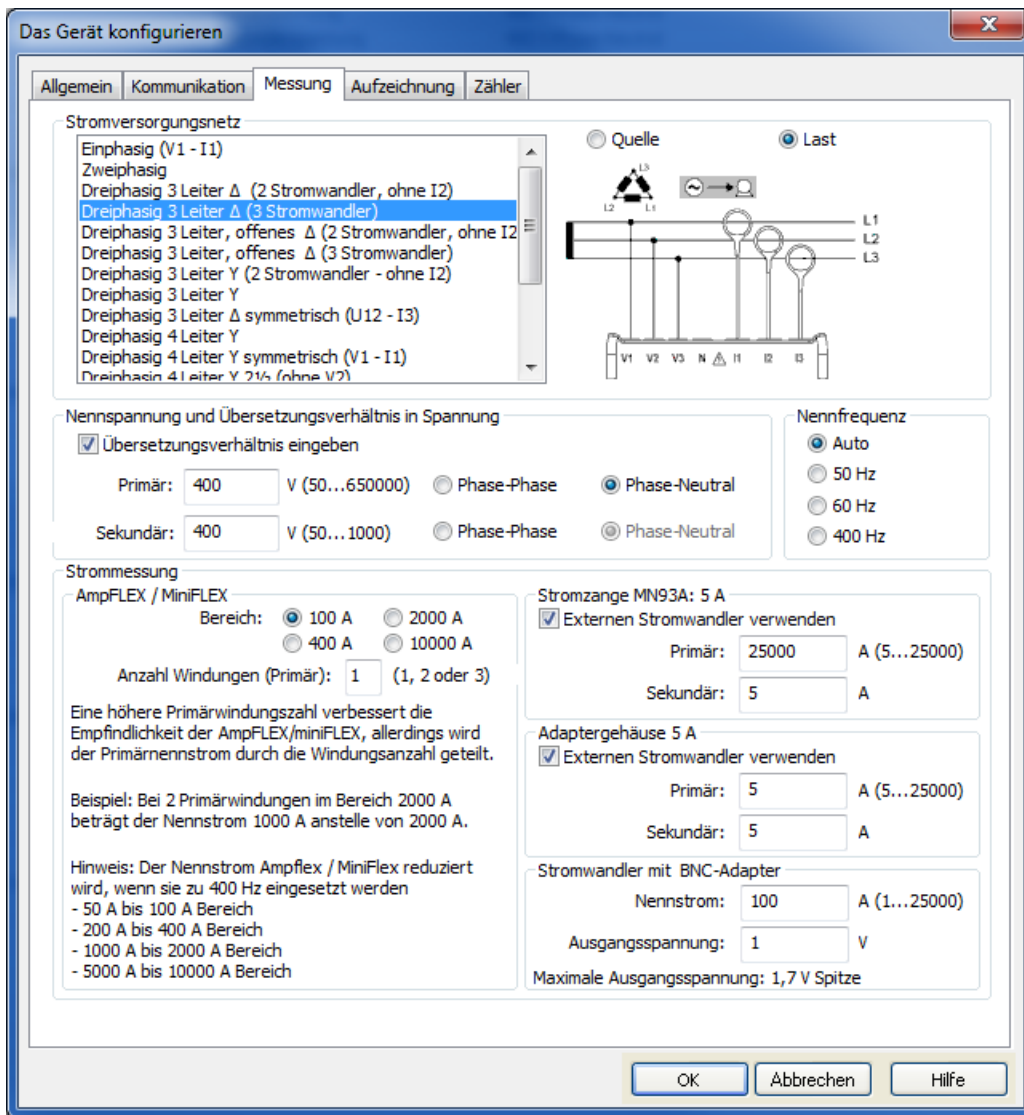 Das Gerät konfigurieren
Allgemein Kommunikation Messung Aufzeichnung Zähler
Stromversorgungsnetz
Einphasig (V1 - I1)
Zweiphasig
Dreiphasig 3 Leiter Δ (2 Stromwandler, ohne I2)
Dreiphasig 3 Leiter Δ (3 Stromwandler)
Dreiphasig 3 Leiter, offenes Δ (2 Stromwandler, ohne I2
Dreiphasig 3 Leiter, offenes Δ (3 Stromwandler)
Dreiphasig 3 Leiter Y (2 Stromwandler - ohne I2)
Dreiphasig 3 Leiter Y
Dreiphasig 3 Leiter Δ symmetrisch (U12 - I3)
Dreiphasig 4 Leiter Y
Dreiphasig 4 Leiter Y symmetrisch (V1 - I1)
Dreiphasig 4 Leiter Y 2½ (ohne V2)
Quelle Last
L3
L2 L1
L1
L2
L3
V1 V2 V3 N I1 I2 I3
Nennspannung und Übersetzungsverhältnis in Spannung
Übersetzungsverhältnis eingeben
Primär: 400 V (50...650000) Phase-Phase Phase-Neutral
Sekundär: 400 V (50...1000) Phase-Phase Phase-Neutral
Nennfrequenz
Auto
50 Hz
60 Hz
400 Hz
Strommessung
AmpFLEX / MiniFLEX
Bereich: 100 A 2000 A
400 A 10000 A
Anzahl Windungen (Primär): 1 (1, 2 oder 3)
Eine höhere Primärwindungszahl verbessert die
Empfindlichkeit der AmpFLEX/miniFLEX, allerdings wird
der Primärnennstrom durch die Windungsanzahl geteilt.
Beispiel: Bei 2 Primärwindungen im Bereich 2000 A
beträgt der Nennstrom 1000 A anstelle von 2000 A.
Hinweis: Der Nennstrom Ampflex / MiniFlex reduziert
wird, wenn sie zu 400 Hz eingesetzt werden
- 50 A bis 100 A Bereich
- 200 A bis 400 A Bereich
- 1000 A bis 2000 A Bereich
- 5000 A bis 10000 A Bereich
Stromzange MN93A: 5 A
Externen Stromwandler verwenden
Primär: 25000 A (5...25000)
Sekundär: 5 A
Adaptergehäuse 5 A
Externen Stromwandler verwenden
Primär: 5 A (5...25000)
Sekundär: 5 A
Stromwandler mit BNC-Adapter
Nennstrom: 100 A (1...25000)
Ausgangsspannung: 1 V
Maximale Ausgangsspannung: 1,7 V Spitze
OK Abbrechen Hilfe